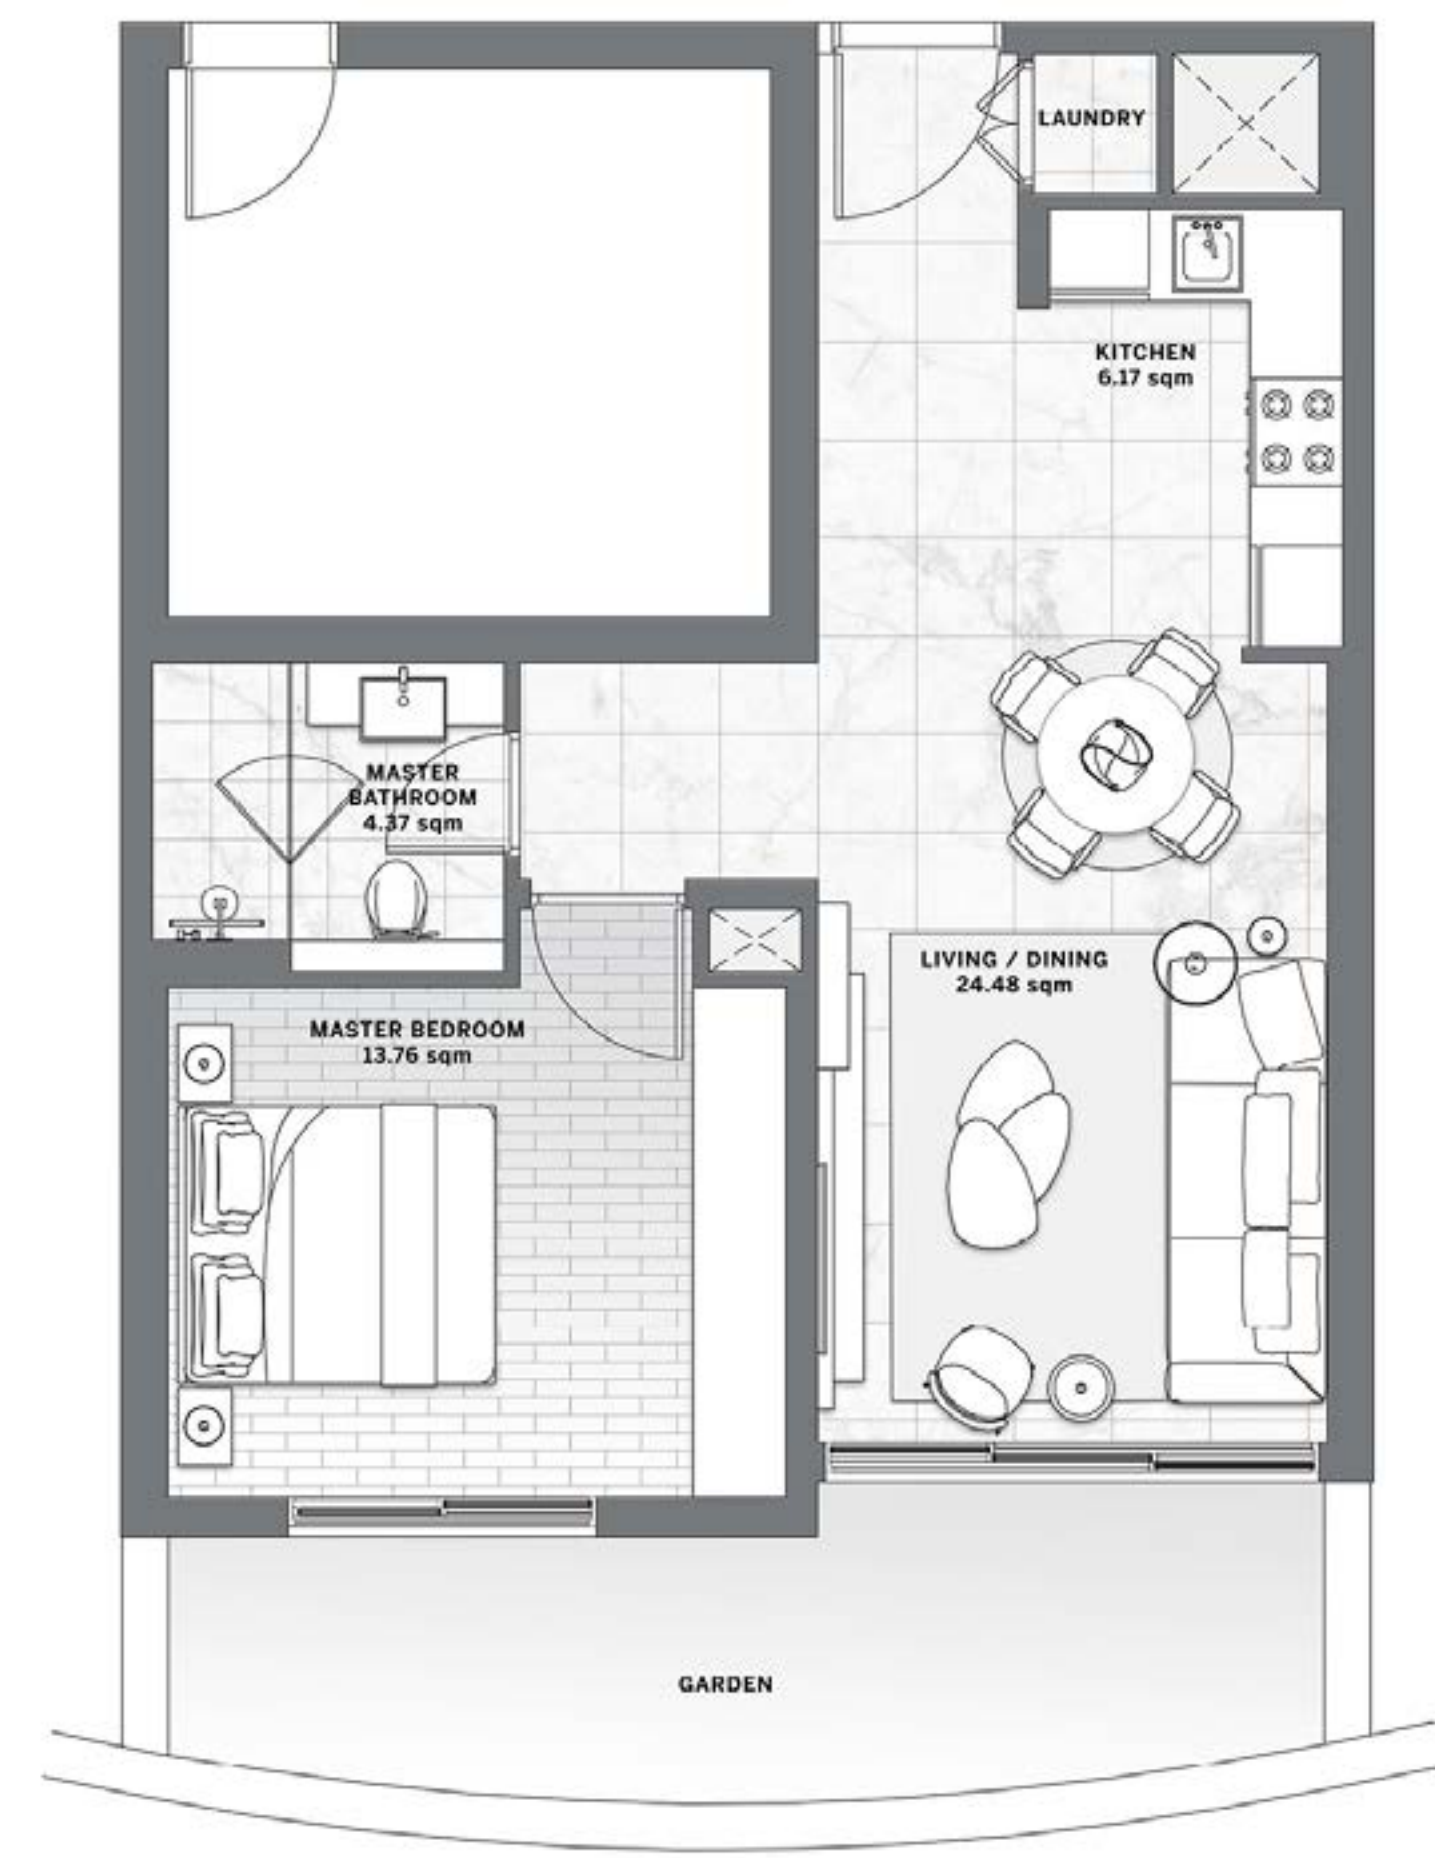 LAUNDRY
KITCHEN
6.17 sqm
MASTER
BATHROOM
4.37 sqm
LIVING / DINING
24.48 sqm
MASTER BEDROOM
13.76 sqm
GARDEN